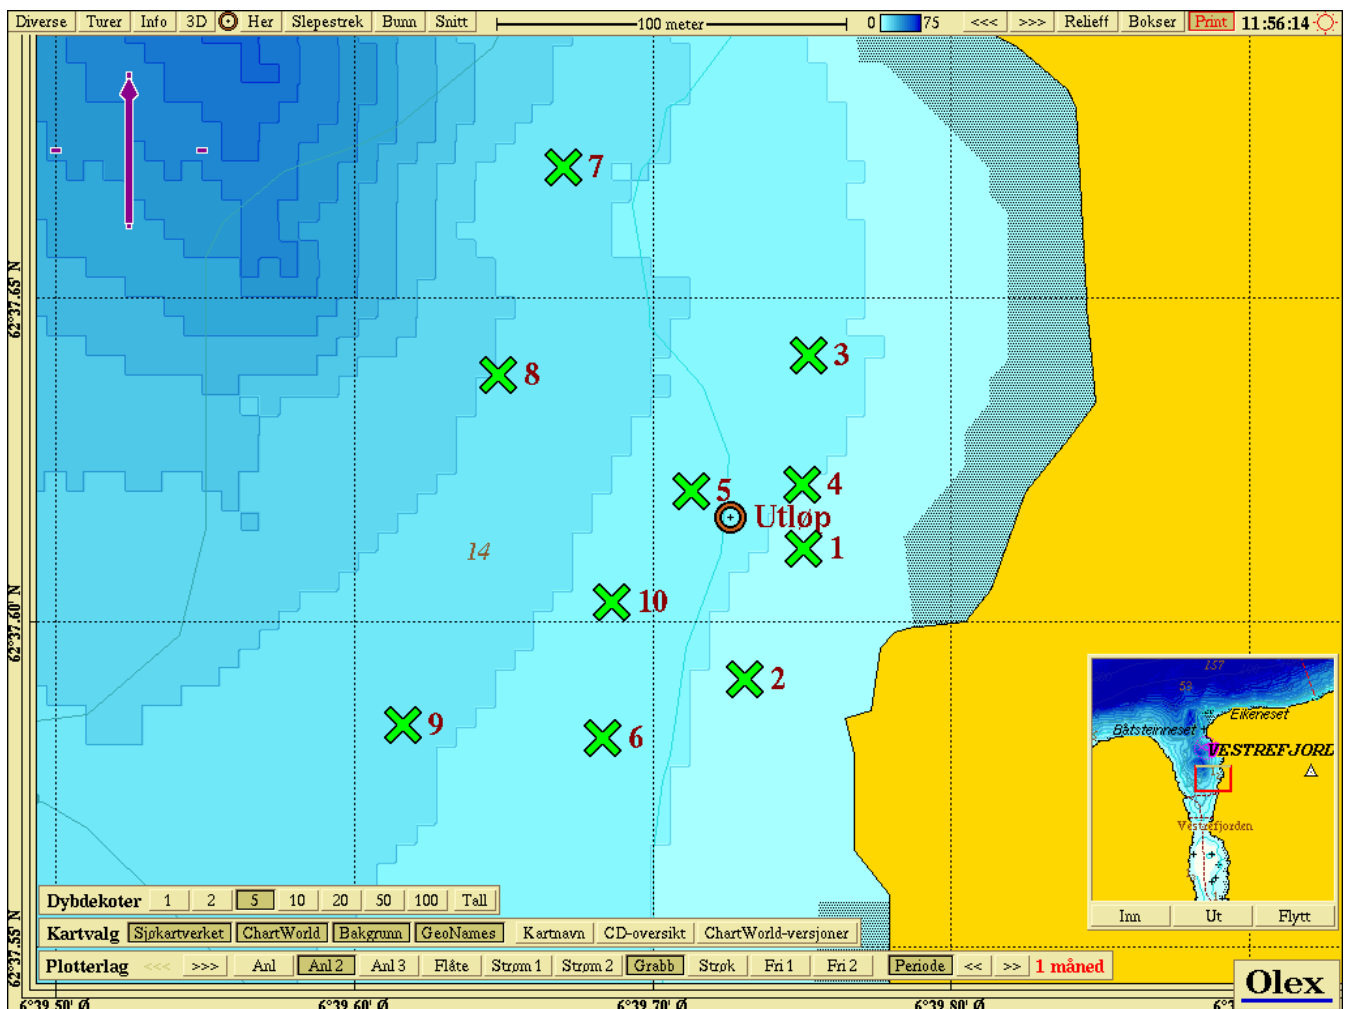 Diverse Turer Info 3D Her Slepestrek Bunn Snitt 100 meter 0 75 <<< >>> Relieff Bokser Print 11:56:14
7
62°37.65' N
3
8
5
4
Utløp
1
14
10
62°37.60' N
2
9
6
157
53
Eikeneset
Båtsteinneset
VESTREFJORD
Vestrefjorden
Inn Ut Flytt
Dybdekoter 1 2 5 10 20 50 100 Tall
Kartvalg Sjøkartverket ChartWorld Bakgrunn GeoNames Kartnavn CD-oversikt ChartWorld-versjoner
62°37.55' N
Plotterlag <<< >>> Anl Anl 2 Anl 3 Flåte Strøm 1 Strøm 2 Grabb Strøk Fri 1 Fri 2 Periode << >> 1 måned
Olex
6°39.50' Ø 6°39.60' Ø 6°39.70' Ø 6°39.80' Ø